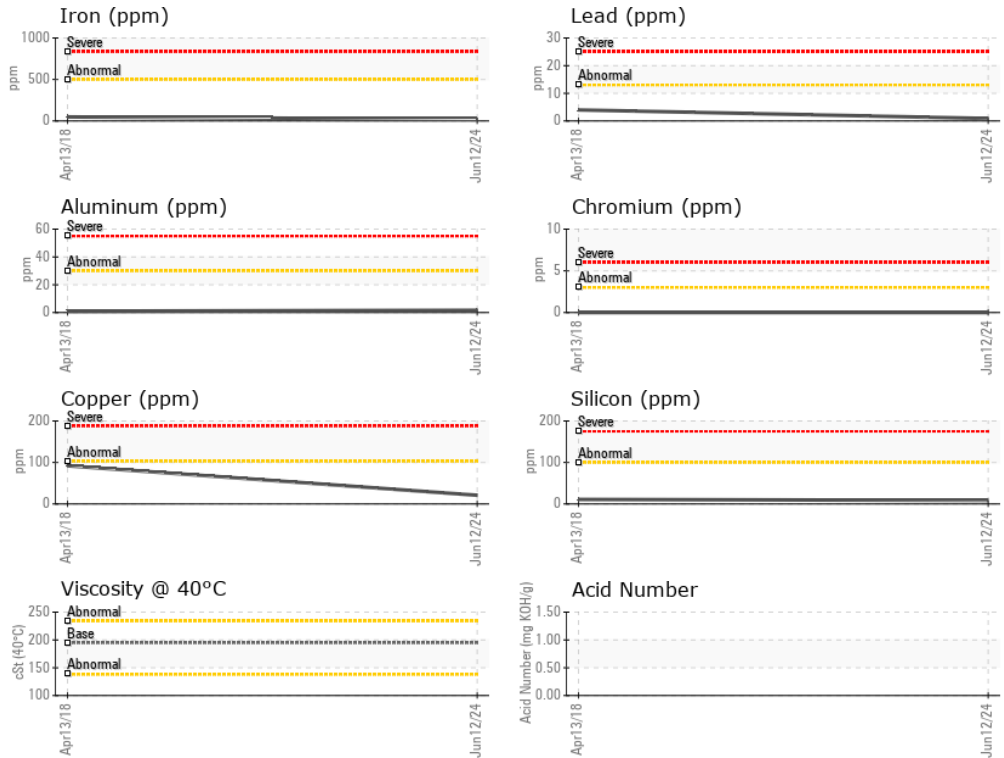 Iron (ppm)
ppm
1000
500
0
Severe
Abnormal
Apr13/18
Jun12/24
Lead (ppm)
ppm
30
20
10
0
Severe
Abnormal
Apr13/18
Jun12/24
Aluminum (ppm)
ppm
60
40
20
0
Severe
Abnormal
Apr13/18
Jun12/24
Chromium (ppm)
ppm
10
5
0
Severe
Abnormal
Apr13/18
Jun12/24
Copper (ppm)
ppm
200
100
0
Severe
Abnormal
Apr13/18
Jun12/24
Silicon (ppm)
ppm
200
100
0
Severe
Abnormal
Apr13/18
Jun12/24
Viscosity @ 40°C
cSt (40°C)
250
200
150
100
Abnormal
Base
Abnormal
Apr13/18
Jun12/24
Acid Number
Acid Number (mg KOH/g)
1.50
1.00
0.50
0.00
Apr13/18
Jun12/24